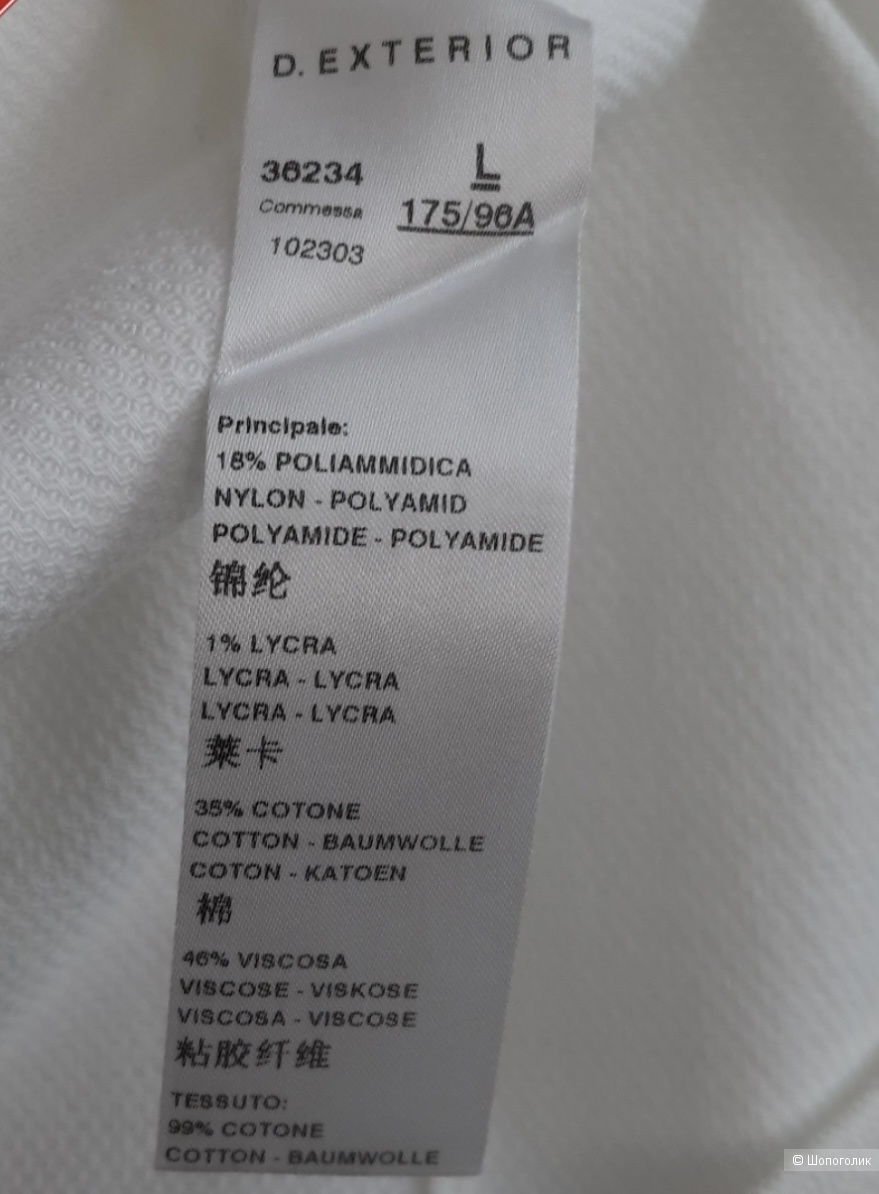 D. EXTERIOR
36234 L
Commessa 175/96A
102303
Principale:
18% POLIAMMIDICA
NYLON - POLYAMID
POLYAMIDE - POLYAMIDE
锦纶
1% LYCRA
LYCRA - LYCRA
LYCRA - LYCRA
莱卡
35% COTONE
COTTON - BAUMWOLLE
COTON - KATOEN
棉
46% VISCOSA
VISCOSE - VISKOSE
VISCOSA - VISCOSE
粘胶纤维
TESSUTO:
99% COTONE
COTTON - BAUMWOLLE
© Шопоголик